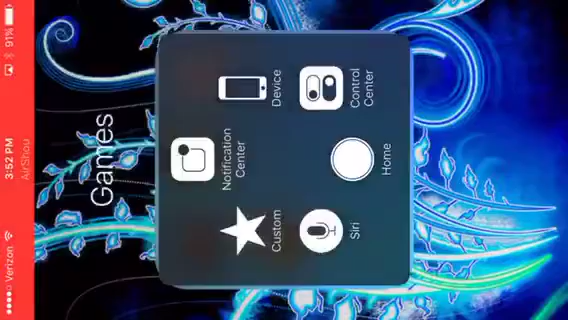 Verizon 3:52 PM 91%
AirShou
Games
Notification
Center
Custom
Device
Siri
Control
Center
Home